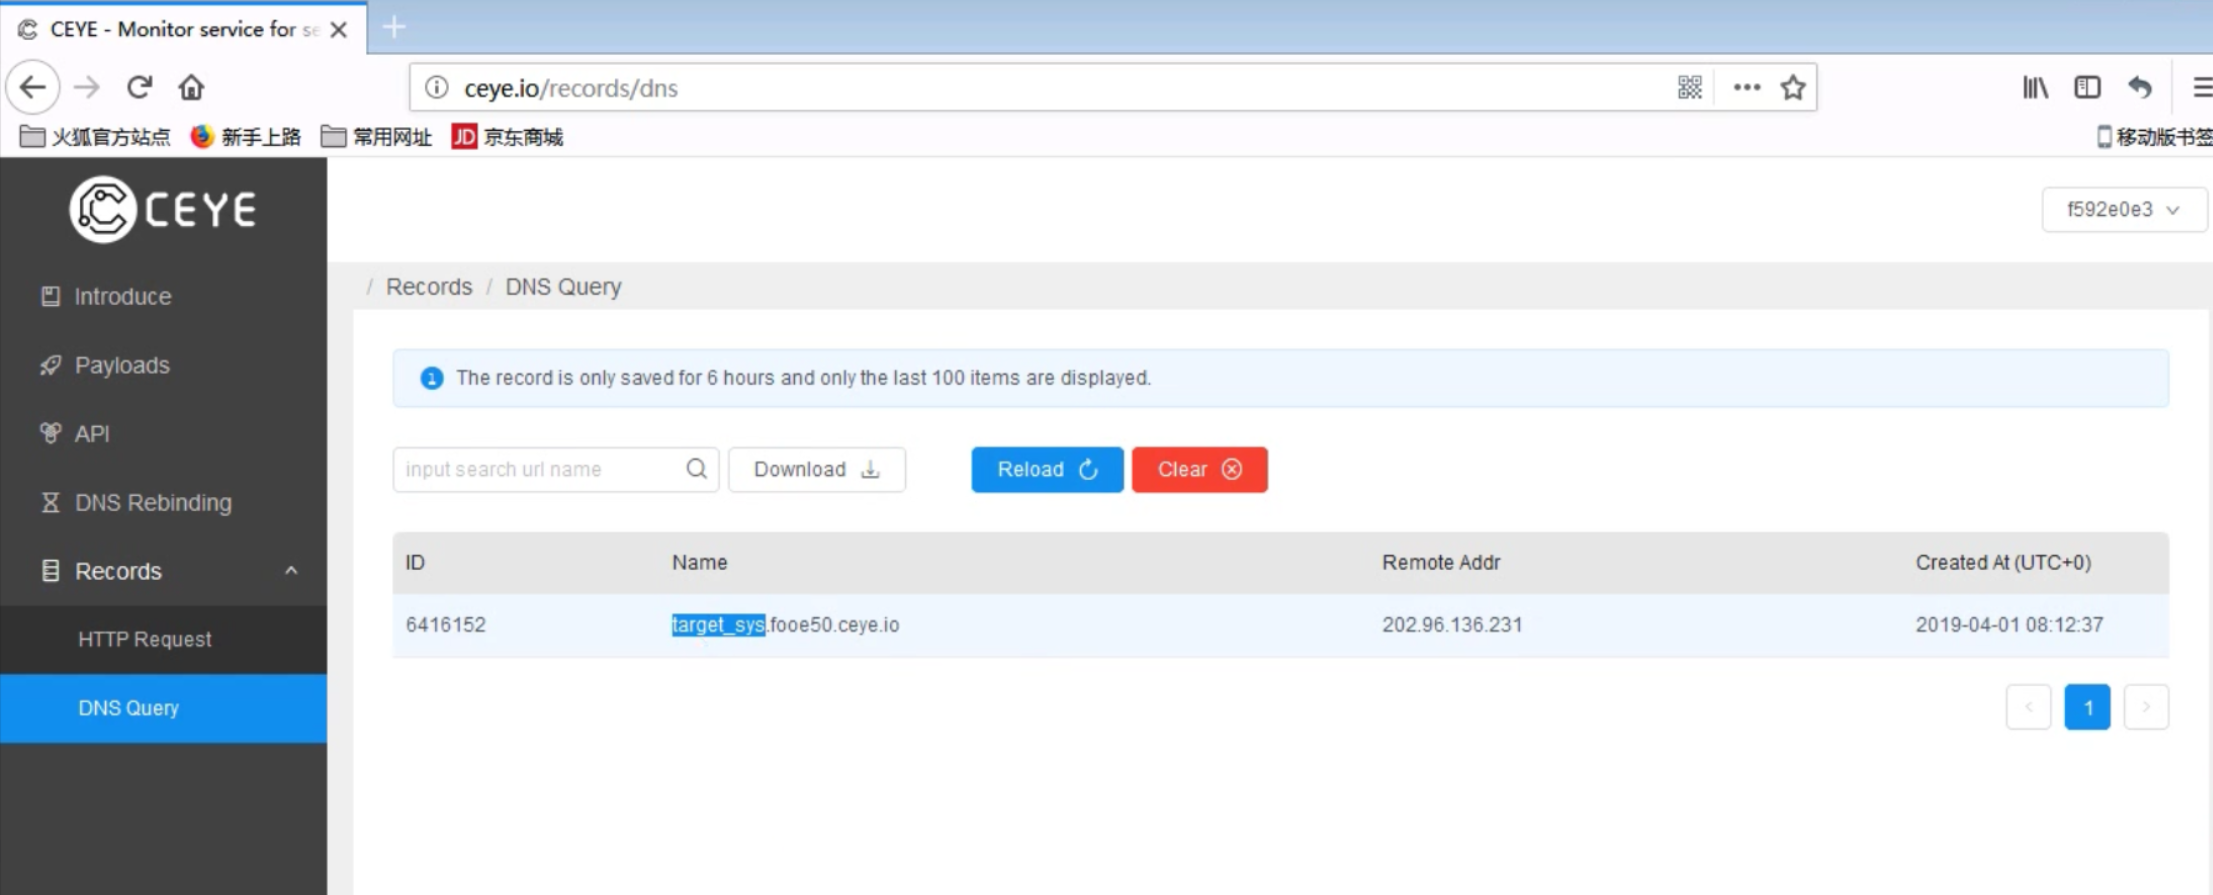 CEYE - Monitor service for se
ceye.io/records/dns
火狐官方站点 新手上路 常用网址 JD 京东商城 移动版书签
CEYE
f592e0e3
Introduce
Payloads
API
DNS Rebinding
Records
HTTP Request
DNS Query
/ Records / DNS Query
The record is only saved for 6 hours and only the last 100 items are displayed.
input search url name Download Reload Clear
ID Name Remote Addr Created At (UTC+0)
6416152 target_sys.fooe50.ceye.io 202.96.136.231 2019-04-01 08:12:37
< 1 >